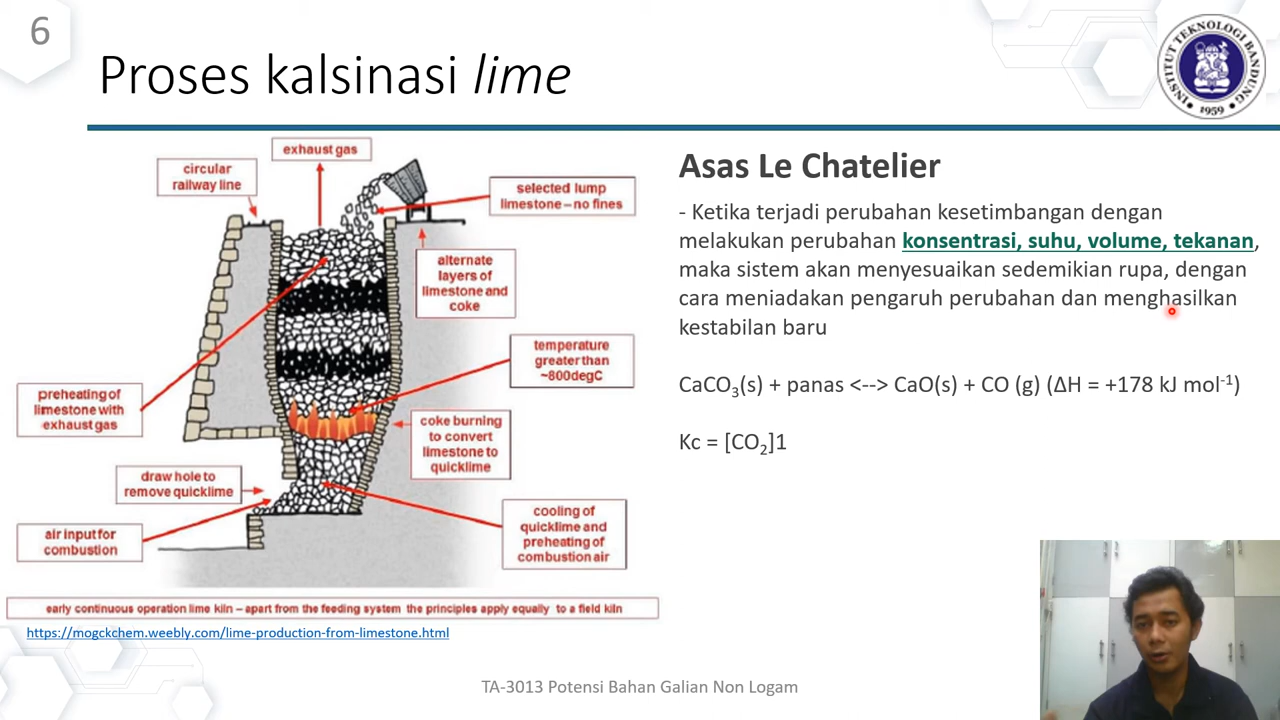 6
Proses kalsinasi lime
INSTITUT TEKNOLOGI BANDUNG
1959
exhaust gas
circular
railway line
selected lump
limestone – no fines
alternate
layers of
limestone and
coke
temperature
greater than
~800degC
preheating of
limestone with
exhaust gas
coke burning
to convert
limestone to
quicklime
draw hole to
remove quicklime
air input for
combustion
cooling of
quicklime and
preheating of
combustion air
early continuous operation lime kiln – apart from the feeding system the principles apply equally to a field kiln
https://mogckchem.weebly.com/lime-production-from-limestone.html
Asas Le Chatelier
- Ketika terjadi perubahan kesetimbangan dengan
melakukan perubahan konsentrasi, suhu, volume, tekanan,
maka sistem akan menyesuaikan sedemikian rupa, dengan
cara meniadakan pengaruh perubahan dan menghasilkan
kestabilan baru
CaCO₃(s) + panas <--> CaO(s) + CO (g) (ΔH = +178 kJ mol⁻¹)
Kc = [CO₂]1
TA-3013 Potensi Bahan Galian Non Logam